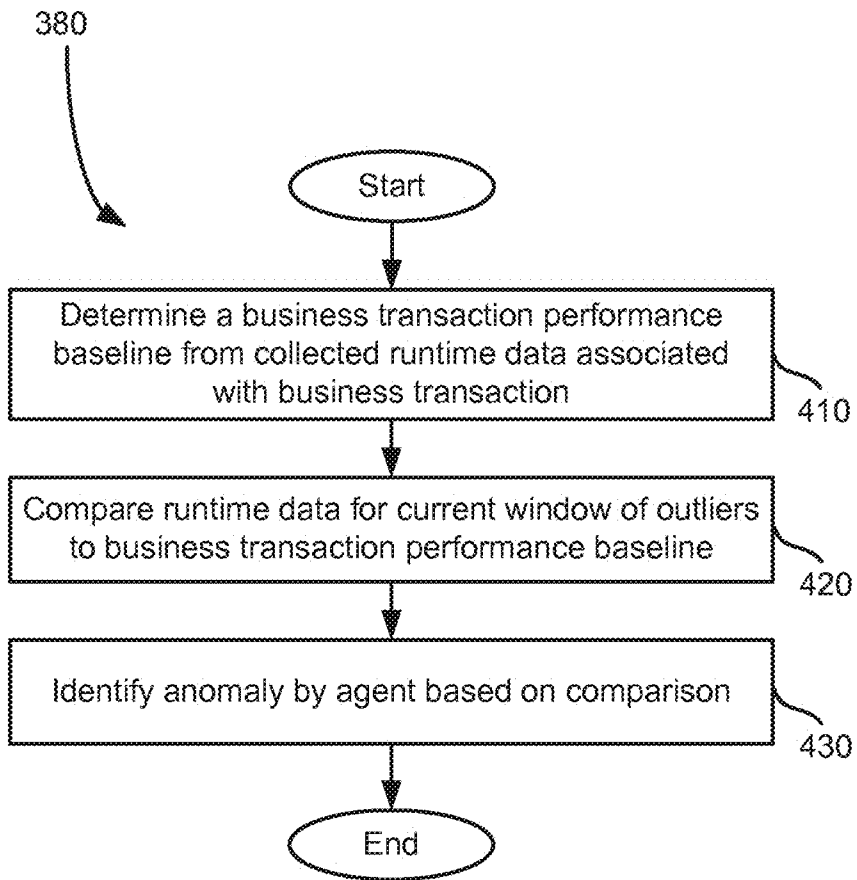 380
Start
Determine a business transaction performance
baseline from collected runtime data associated
with business transaction
410
Compare runtime data for current window of outliers
to business transaction performance baseline
420
Identify anomaly by agent based on comparison
430
End